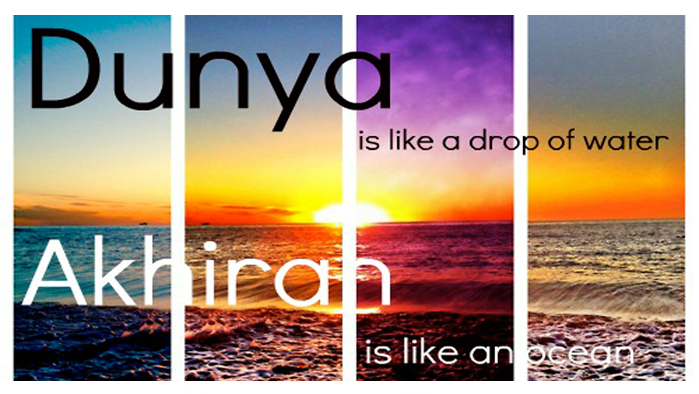 Dunya
is like a drop of water
Akhirah
is like an ocean